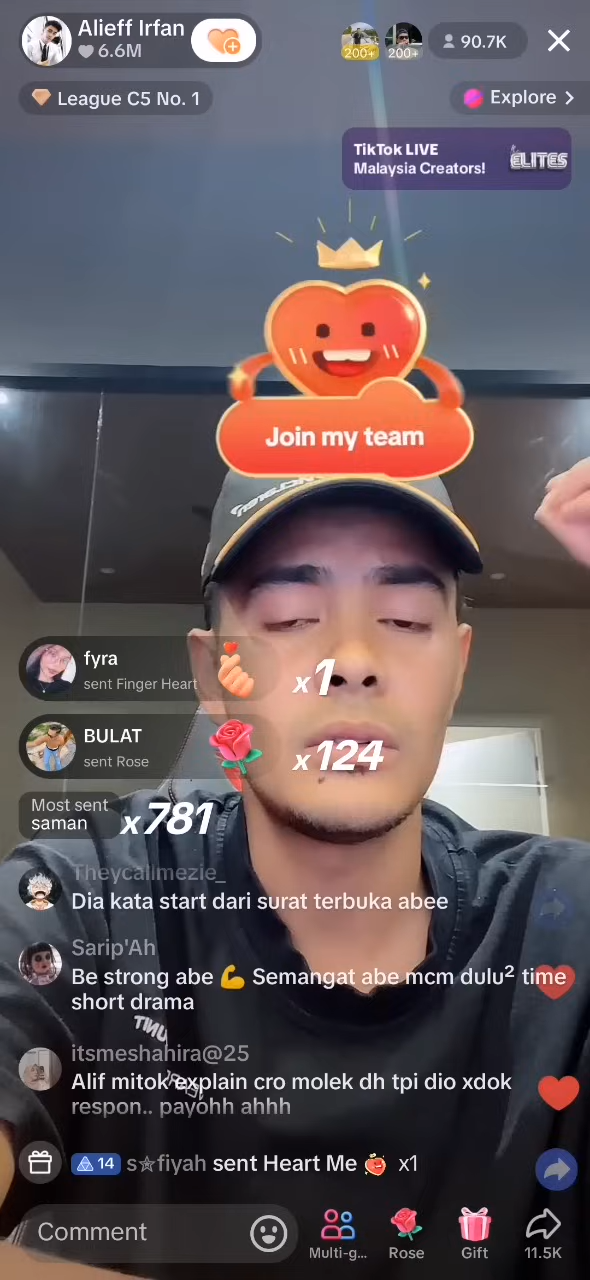 Alieff Irfan
6.6M
200+
200+
90.7K
League C5 No. 1
Explore
TikTok LIVE
Malaysia Creators!
ELITES
Join my team
fyra
sent Finger Heart
x1
BULAT
sent Rose
x124
Most sent
saman
x781
Theycallmezie_
Dia kata start dari surat terbuka abee
Sarip'Ah
Be strong abe 💪 Semangat abe mcm dulu² time
short drama
itsmeshahira@25
Alif mitok explain cro molek dh tpi dio xdok
respon.. payohh ahhh
14 s✯fiyah sent Heart Me x1
Comment
Multi-g...
Rose
Gift
11.5K